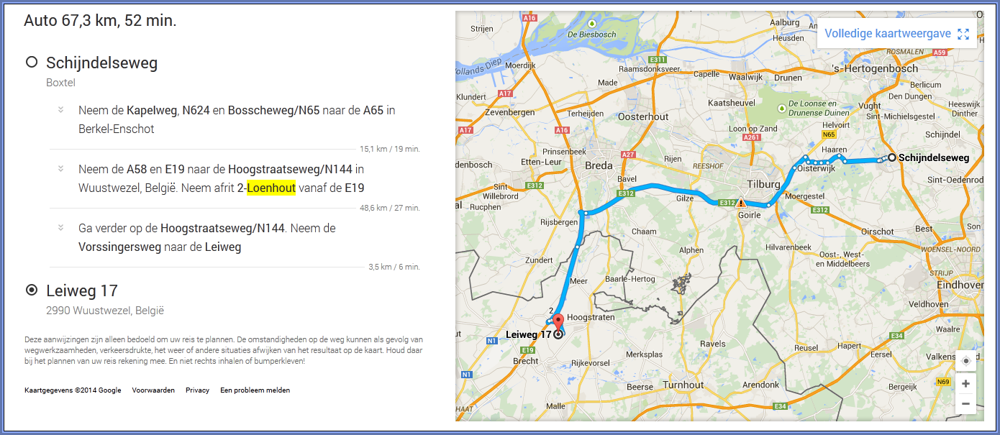 Auto 67,3 km, 52 min.
Schijndelseweg
Boxtel
Neem de Kapelweg, N624 en Bosscheweg/N65 naar de A65 in
Berkel-Enschot
15,1 km / 19 min.
Neem de A58 en E19 naar de Hoogstraatseweg/N144 in
Wuustwezel, België. Neem afrit 2-Loenhout vanaf de E19
48,6 km / 27 min.
Ga verder op de Hoogstraatseweg/N144. Neem de
Vorssingersweg naar de Leiweg
3,5 km / 6 min.
Leiweg 17
2990 Wuustwezel, België
Deze aanwijzingen zijn alleen bedoeld om uw reis te plannen. De omstandigheden op de weg kunnen als gevolg van
wegwerkzaamheden, verkeersdrukte, het weer of andere situaties afwijken van het resultaat op de kaart. Houd daar
bij het plannen van uw reis rekening mee. En niet rechts inhalen of bumperkleven!
Kaartgegevens ©2014 Google Voorwaarden Privacy Een probleem melden
Volledige kaartweergave
A16
Strijen
De Biesbosch
Aalburg
Heusden
ROSMALEN
A59
E311
Moerdijk
Raamsdonksveer
Capelle
Waalwijk
Drunen
's-Hertogenbosch
ollands Diep
Made
Berlicum
Klundert
A17
Den Dungen
Kaatsheuvel
De Loonse en
Drunense Duinen
Vught
Heeswijk
Dinther
Zevenbergen
Terheijden
Oosterhout
Sint-Michielsgestel
A17
A16
Loon op Zand
A261
Helvoirt
N65
Schijndel
Prinsenbeek
A27
Rijen
Haaren
Schijndelseweg
denbosch
Etten-Leur
Breda
REESHOF
Oisterwijk
Bavel
Tilburg
Sint-Oedenrod
Sint
Willebrord
E312
E312
Gilze
E312
Moergestel
al
Rucphen
Goirle
E312
Rijsbergen
Chaam
Oirschot
Best
Son
Zundert
Alphen
Hilvarenbeek
Oost-, West-
en Middelbeers
WOENSEL-NOORD
Meer
Baarle-Hertog
STRIJP
Eindhoven
2
Hoogstraten
Veldhoven
Leiweg 17
ut
N1
E19
Waalre
E34
Brecht
Merksplas
Ravels
Reusel
Hapert
Eersel
Valkens
Rijkevorsel
N1
Beerse
Turnhout
Arendonk
Bergeijk
N69
HAAT
Malle
E34